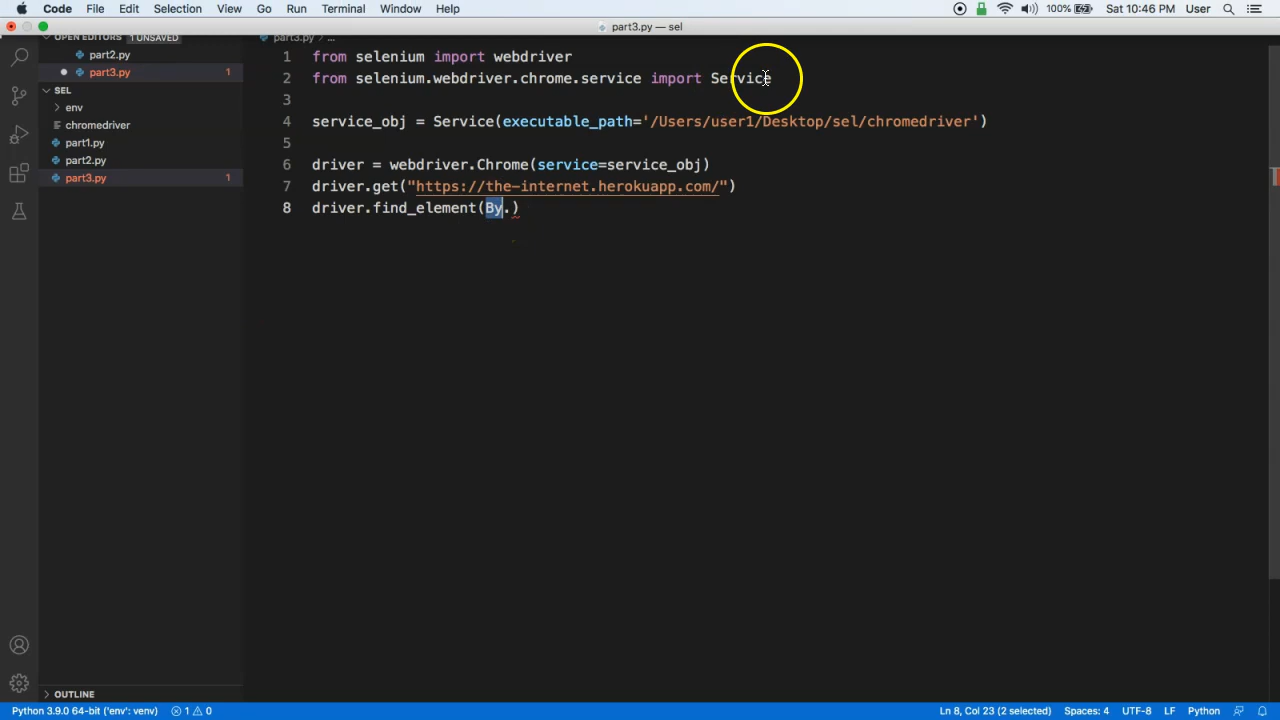 Code File Edit Selection View Go Run Terminal Window Help 100% Sat 10:46 PM User
part3.py — sel
OPEN EDITORS 1 UNSAVED
part2.py
part3.py 1
SEL
env
chromedriver
part1.py
part2.py
part3.py 1
OUTLINE
part3.py > ...
1 from selenium import webdriver
2 from selenium.webdriver.chrome.service import Service
3
4 service_obj = Service(executable_path='/Users/user1/Desktop/sel/chromedriver')
5
6 driver = webdriver.Chrome(service=service_obj)
7 driver.get("https://the-internet.herokuapp.com/")
8 driver.find_element(By.)
Python 3.9.0 64-bit ('env': venv) 1 0 Ln 8, Col 23 (2 selected) Spaces: 4 UTF-8 LF Python